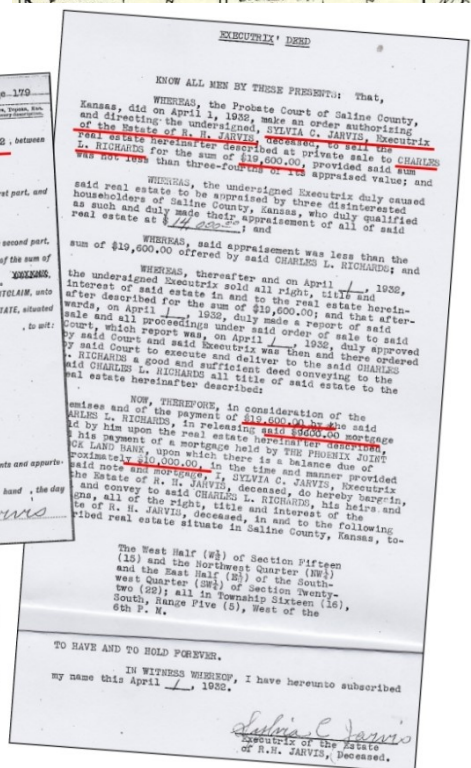 EXECUTRIX' DEED
KNOW ALL MEN BY THESE PRESENTS: That,
WHEREAS, the Probate Court of Saline County,
Kansas, did on April 1, 1932, make an order authorizing
and directing the undersigned, SYLVIA C. JARVIS, Executrix
of the Estate of R. H. JARVIS, deceased, to sell the
real estate hereinafter described at private sale to CHARLES
L. RICHARDS for the sum of $19,600.00, provided said sum
was not less than three-fourths of its appraised value; and
WHEREAS, the undersigned Executrix duly caused
said real estate to be appraised by three disinterested
householders of Saline County, Kansas, who duly qualified
as such and duly made their appraisement of all of said
real estate at $ ; and
WHEREAS, said appraisement was less than the
sum of $19,600.00 offered by said CHARLES L. RICHARDS; and
WHEREAS, thereafter and on April 1, 1932,
the undersigned Executrix sold all right, title and
interest of said estate in and to the real estate herein-
after described for the sum of $19,600.00; and that after-
wards, on April 1, 1932, duly made a report of said
sale and all proceedings under said order of sale to said
Court, which report was, on April 1, 1932, duly approved
by said Court and said Executrix was then and there ordered
by said Court to execute and deliver to the said CHARLES
RICHARDS a good and sufficient deed conveying to the
said CHARLES L. RICHARDS all title of said estate to the
real estate hereinafter described:
NOW, THEREFORE, in consideration of the
premises and of the payment of $19,600.00 by the said
CHARLES L. RICHARDS, in releasing said mortgage
by him upon the real estate hereinafter described,
his payment of a mortgage held by THE PHOENIX JOINT
STOCK LAND BANK, upon which there is a balance due of
approximately $10,000.00, in the time and manner provided
said note and mortgage, I, SYLVIA C. JARVIS, Executrix
the Estate of R. H. JARVIS, deceased, do hereby bargain,
and convey to said CHARLES L. RICHARDS, his heirs and
assigns, all of the right, title and interest of the
Estate of R. H. JARVIS, deceased, in and to the following
described real estate situate in Saline County, Kansas, to-
The West Half (W½) of Section Fifteen
(15) and the Northwest Quarter (NW¼)
and the East Half (E½) of the South-
west Quarter (SW¼) of Section Twenty-
two (22); all in Township Sixteen (16),
South, Range Five (5), West of the
6th P. M.
TO HAVE AND TO HOLD FOREVER.
IN WITNESS WHEREOF, I have hereunto subscribed
my name this April 1, 1932.
Sylvia C Jarvis
Executrix of the Estate
of R.H. JARVIS, Deceased.
179
between
part, and
second part,
of the sum of
QUITCLAIM, unto
ESTATE, situated
, to wit:
and appurte-
hand , the day